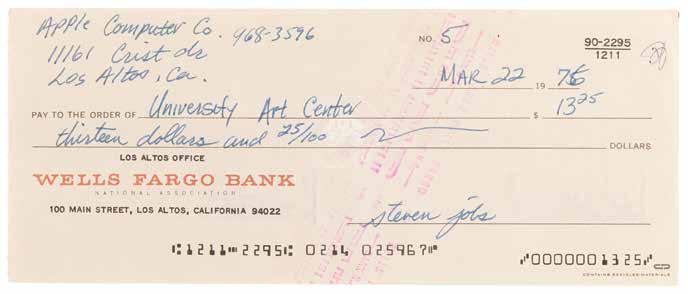 Apple Computer Co. 968-3596
11161 Crist dr
Los Altos, Ca.
NO. 5
90-2295
1211
Mar 22 19 76
PAY TO THE ORDER OF University Art Center $ 13 25
thirteen dollars and 25/100 DOLLARS
LOS ALTOS OFFICE
WELLS FARGO BANK
NATIONAL ASSOCIATION
100 MAIN STREET, LOS ALTOS, CALIFORNIA 94022
steven jobs
⑆1211⑉2295⑆ 0214 025967⑈ ⑈0000001325⑈
CONTAINS RECYCLED MATERIALS